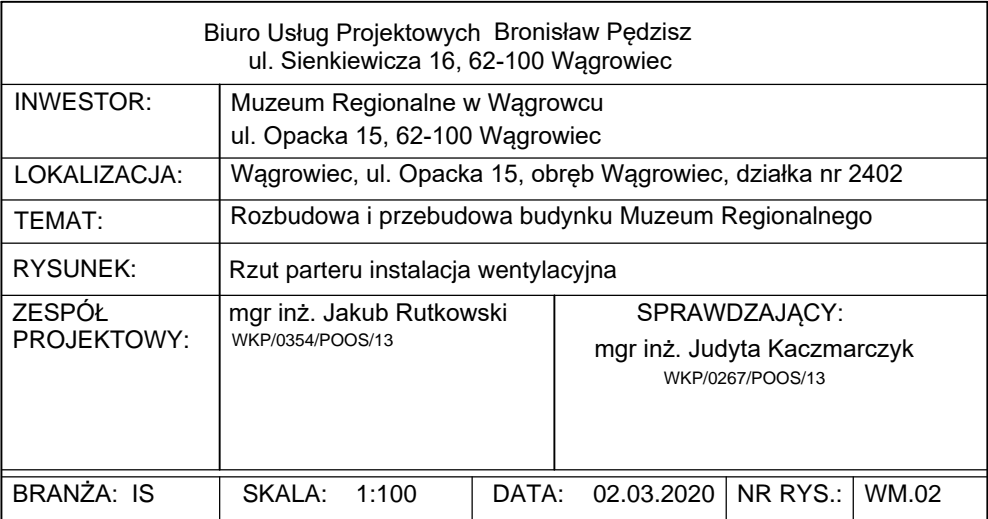 Biuro Usług Projektowych Bronisław Pędzisz
ul. Sienkiewicza 16, 62-100 Wągrowiec
INWESTOR: Muzeum Regionalne w Wągrowcu
ul. Opacka 15, 62-100 Wągrowiec
LOKALIZACJA: Wągrowiec, ul. Opacka 15, obręb Wągrowiec, działka nr 2402
TEMAT: Rozbudowa i przebudowa budynku Muzeum Regionalnego
RYSUNEK: Rzut parteru instalacja wentylacyjna
ZESPÓŁ PROJEKTOWY: mgr inż. Jakub Rutkowski
WKP/0354/POOS/13
SPRAWDZAJĄCY:
mgr inż. Judyta Kaczmarczyk
WKP/0267/POOS/13
BRANŻA: IS SKALA: 1:100 DATA: 02.03.2020 NR RYS.: WM.02